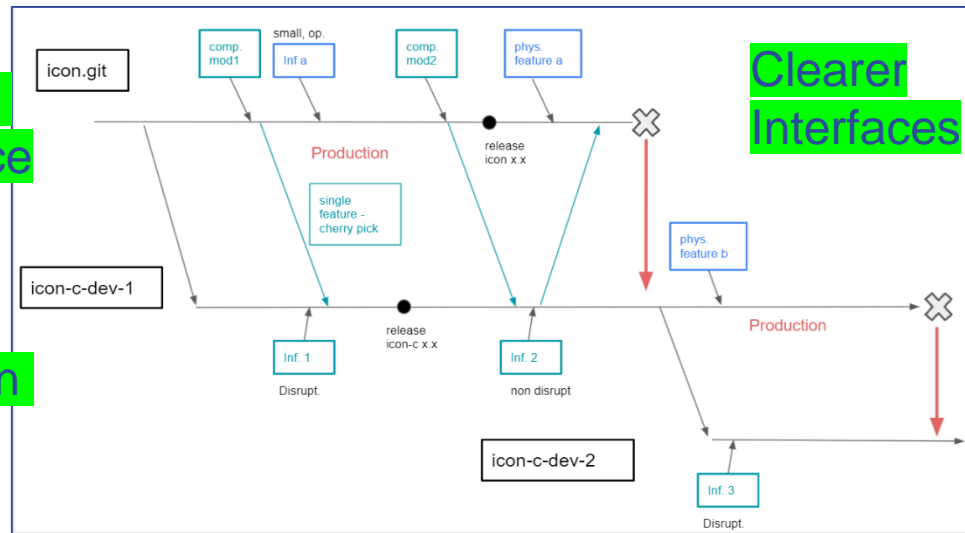 small, op.
comp.
mod1
Inf a
comp.
mod2
phys.
feature a
icon.git
Clearer
Interfaces
Production
release
icon x.x
single
feature -
cherry pick
phys.
feature b
icon-c-dev-1
release
icon-c x.x
Production
Inf. 1
Inf. 2
Disrupt.
non disrupt
icon-c-dev-2
Inf. 3
Disrupt.